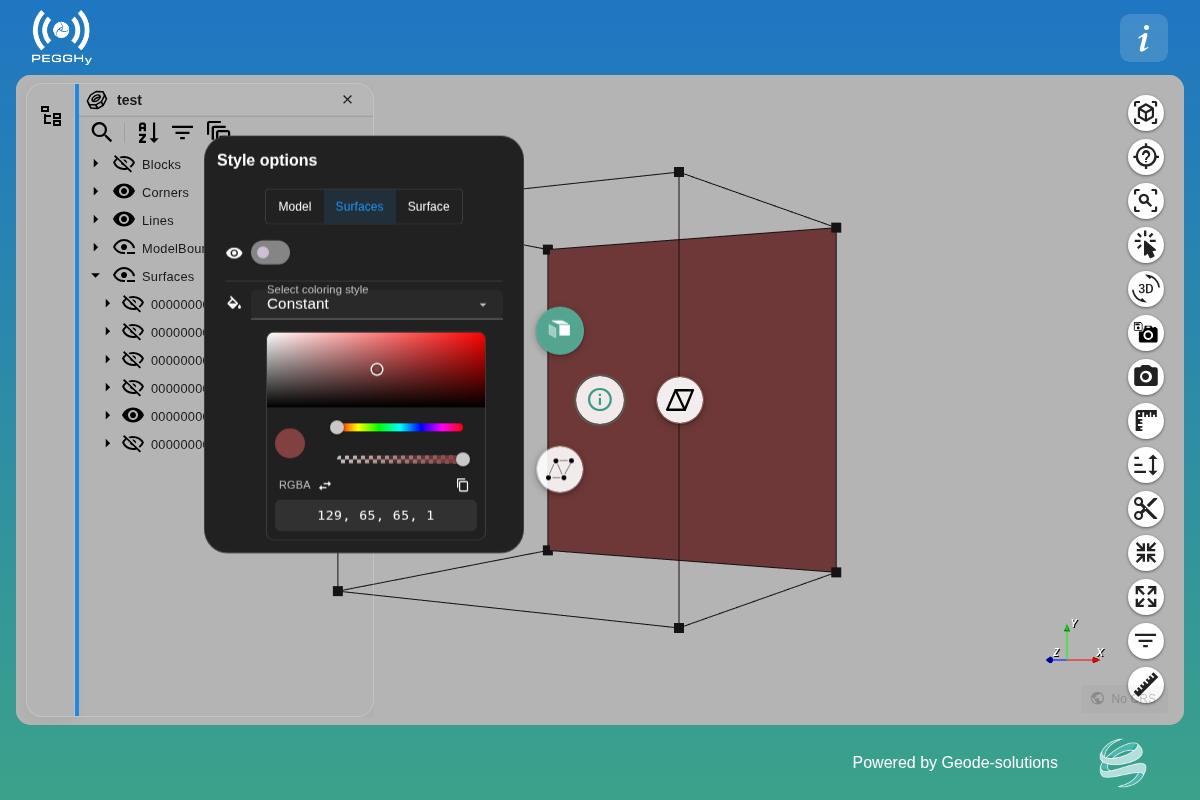 PEGGHy
i
test
A
Z
Blocks
Corners
Lines
ModelBour
Surfaces
00000000
00000000
00000000
00000000
00000000
00000000
Style options
Model
Surfaces
Surface
Select coloring style
Constant
RGBA
129, 65, 65, 1
3D
Y
Z
X
No CRS
Powered by Geode-solutions